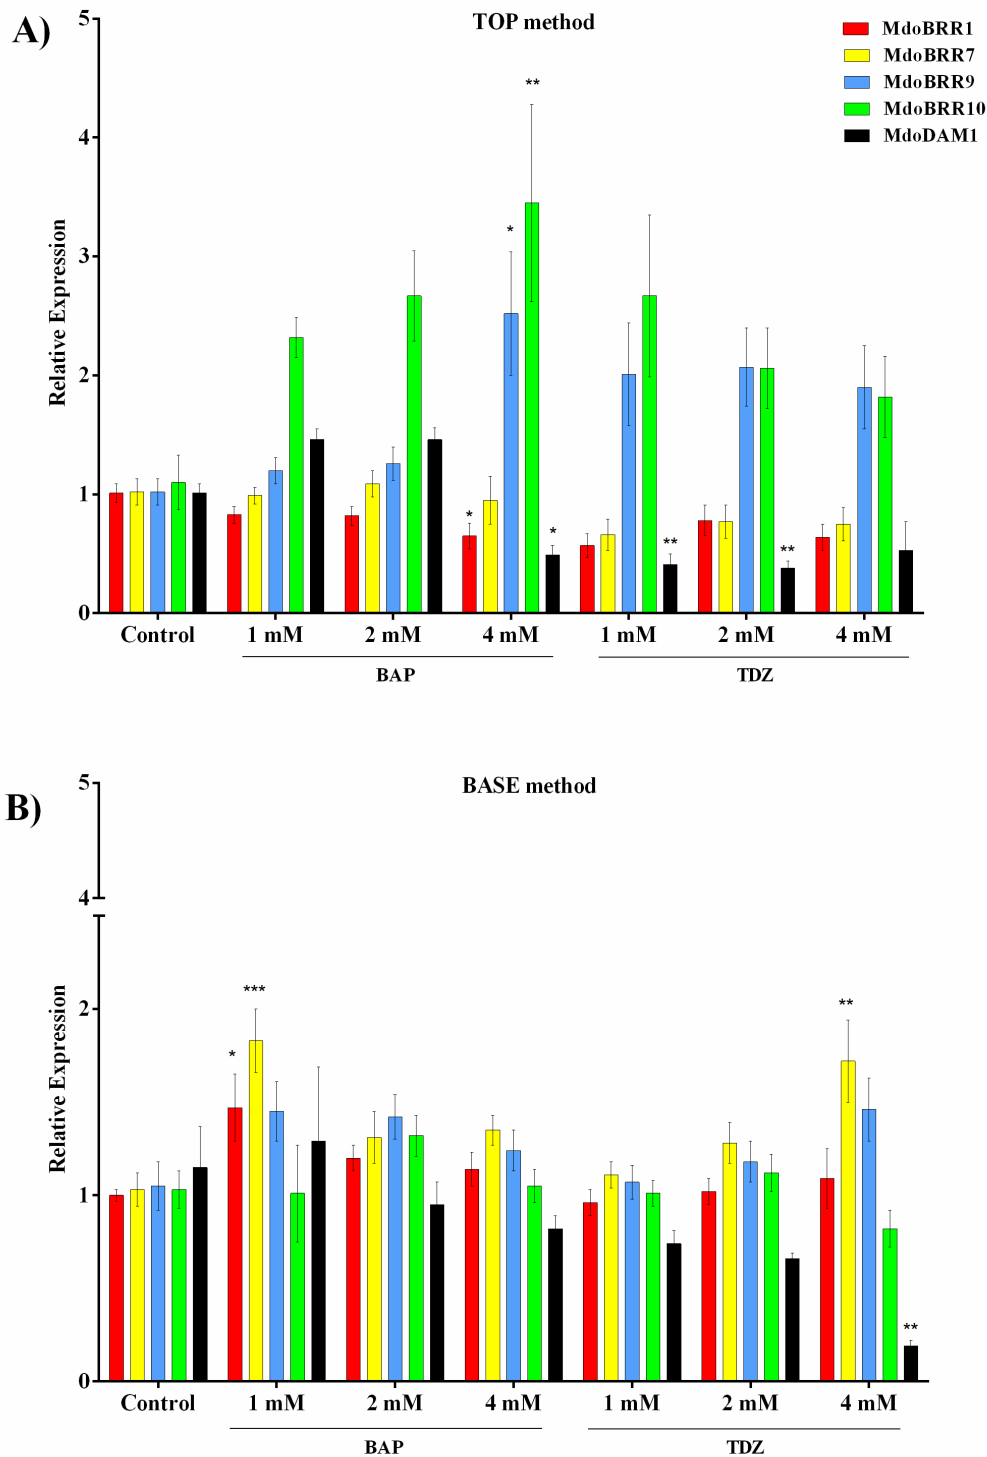 A)
TOP method
MdoBRR1
MdoBRR7
MdoBRR9
MdoBRR10
MdoDAM1
Relative Expression
5
4
3
2
1
0
**
*
*
*
**
**
Control 1 mM 2 mM 4 mM 1 mM 2 mM 4 mM
BAP TDZ
B)
BASE method
Relative Expression
5
4
2
1
0
***
*
**
**
Control 1 mM 2 mM 4 mM 1 mM 2 mM 4 mM
BAP TDZ